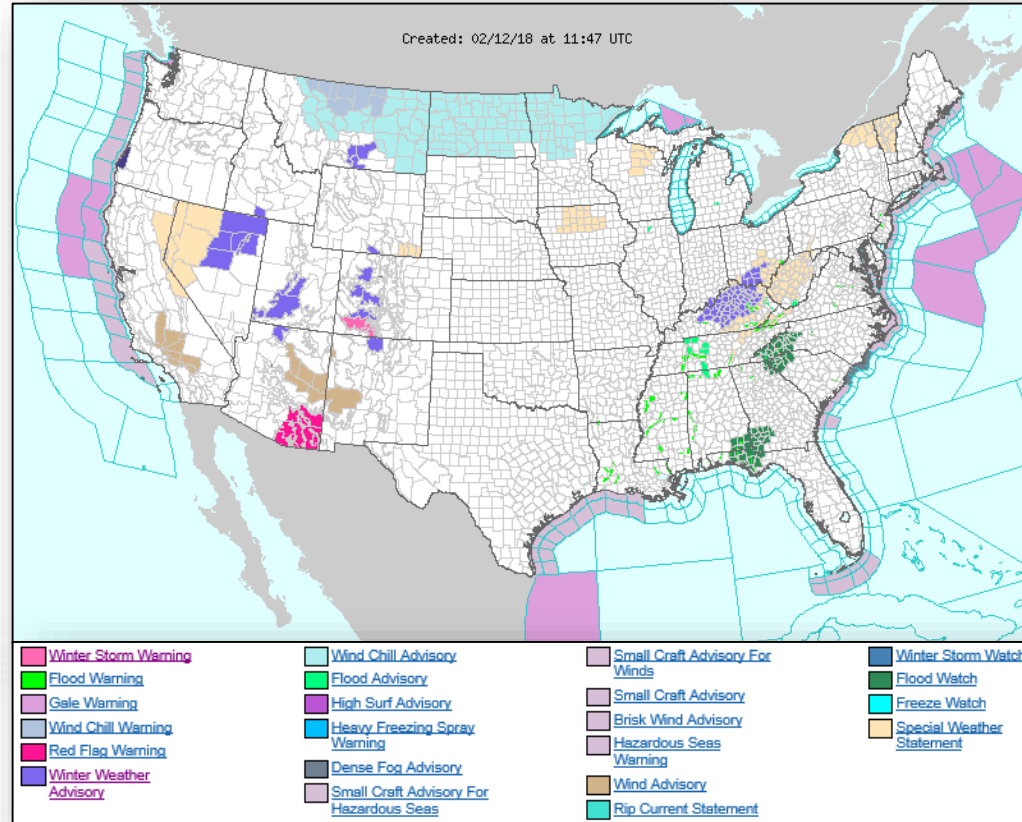 Created: 02/12/18 at 11:47 UTC
Winter Storm Warning
Flood Warning
Gale Warning
Wind Chill Warning
Red Flag Warning
Winter Weather
Advisory
Wind Chill Advisory
Flood Advisory
High Surf Advisory
Heavy Freezing Spray
Warning
Dense Fog Advisory
Small Craft Advisory For
Hazardous Seas
Small Craft Advisory For
Winds
Small Craft Advisory
Brisk Wind Advisory
Hazardous Seas
Warning
Wind Advisory
Rip Current Statement
Winter Storm Watch
Flood Watch
Freeze Watch
Special Weather
Statement